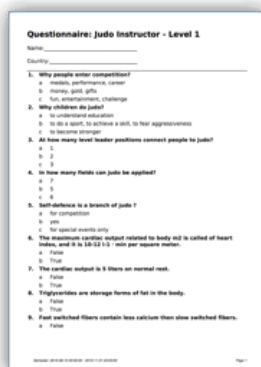 Questionnaire: Judo Instructor - Level 1
Name:
Country:
1. Why people enter competition?
a medals, performance, career
b money, gold, gifts
c fun, entertainment, challenge
2. Why children do judo?
a to understand education
b to do a sport, to achieve a skill, to fear aggressiveness
c to become stronger
3. At how many level leader positions connect people to judo?
a 1
b 2
c 3
4. In how many fields can judo be applied?
a 7
b 5
c 6
5. Self-defence is a branch of judo ?
a for competition
b yes
c for special events only
6. The maximum cardiac output related to body m2 is called of heart
index, and it is 10-12 l·1 - min per square meter.
a False
b True
7. The cardiac output is 5 liters on normal rest.
a False
b True
8. Triglycerides are storage forms of fat in the body.
a False
b True
9. Fast switched fibers contain less calcium then slow switched fibers.
a False
Page 1